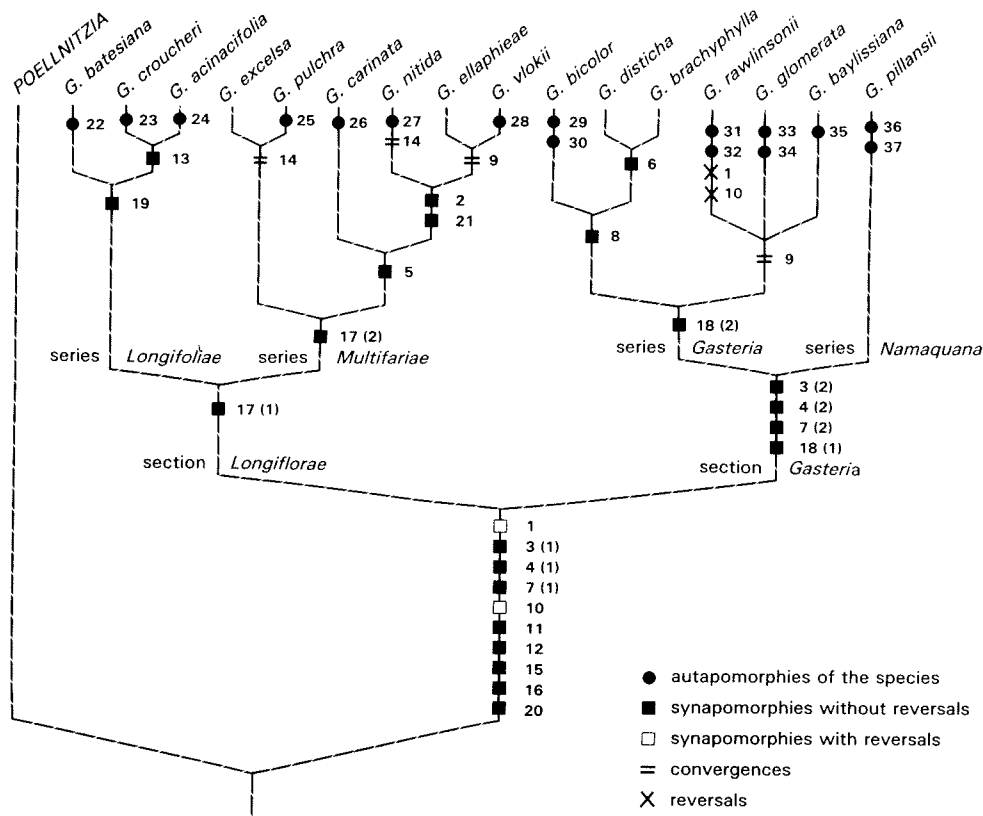 POELLNITZIA
G. batesiana
G. croucheri
G. acinacifolia
G. excelsa
G. pulchra
G. carinata
G. nitida
G. ellaphieae
G. vlokii
G. bicolor
G. disticha
G. brachyphylla
G. rawlinsonii
G. glomerata
G. baylissiana
G. pillansii
22 23 24 25 26 27 28 29 31 33 35 36
14 30 32 34 37
13 14 9 6 1
10
19 2
21
8
5 9
17 (2) 18 (2)
series Longifoliae series Multifariae series Gasteria series Namaquana
3 (2)
17 (1) 4 (2)
7 (2)
18 (1)
section Longiflorae section Gasteria
1
3 (1)
4 (1)
7 (1)
10
11
12
15
16
20
autapomorphies of the species
synapomorphies without reversals
synapomorphies with reversals
convergences
reversals